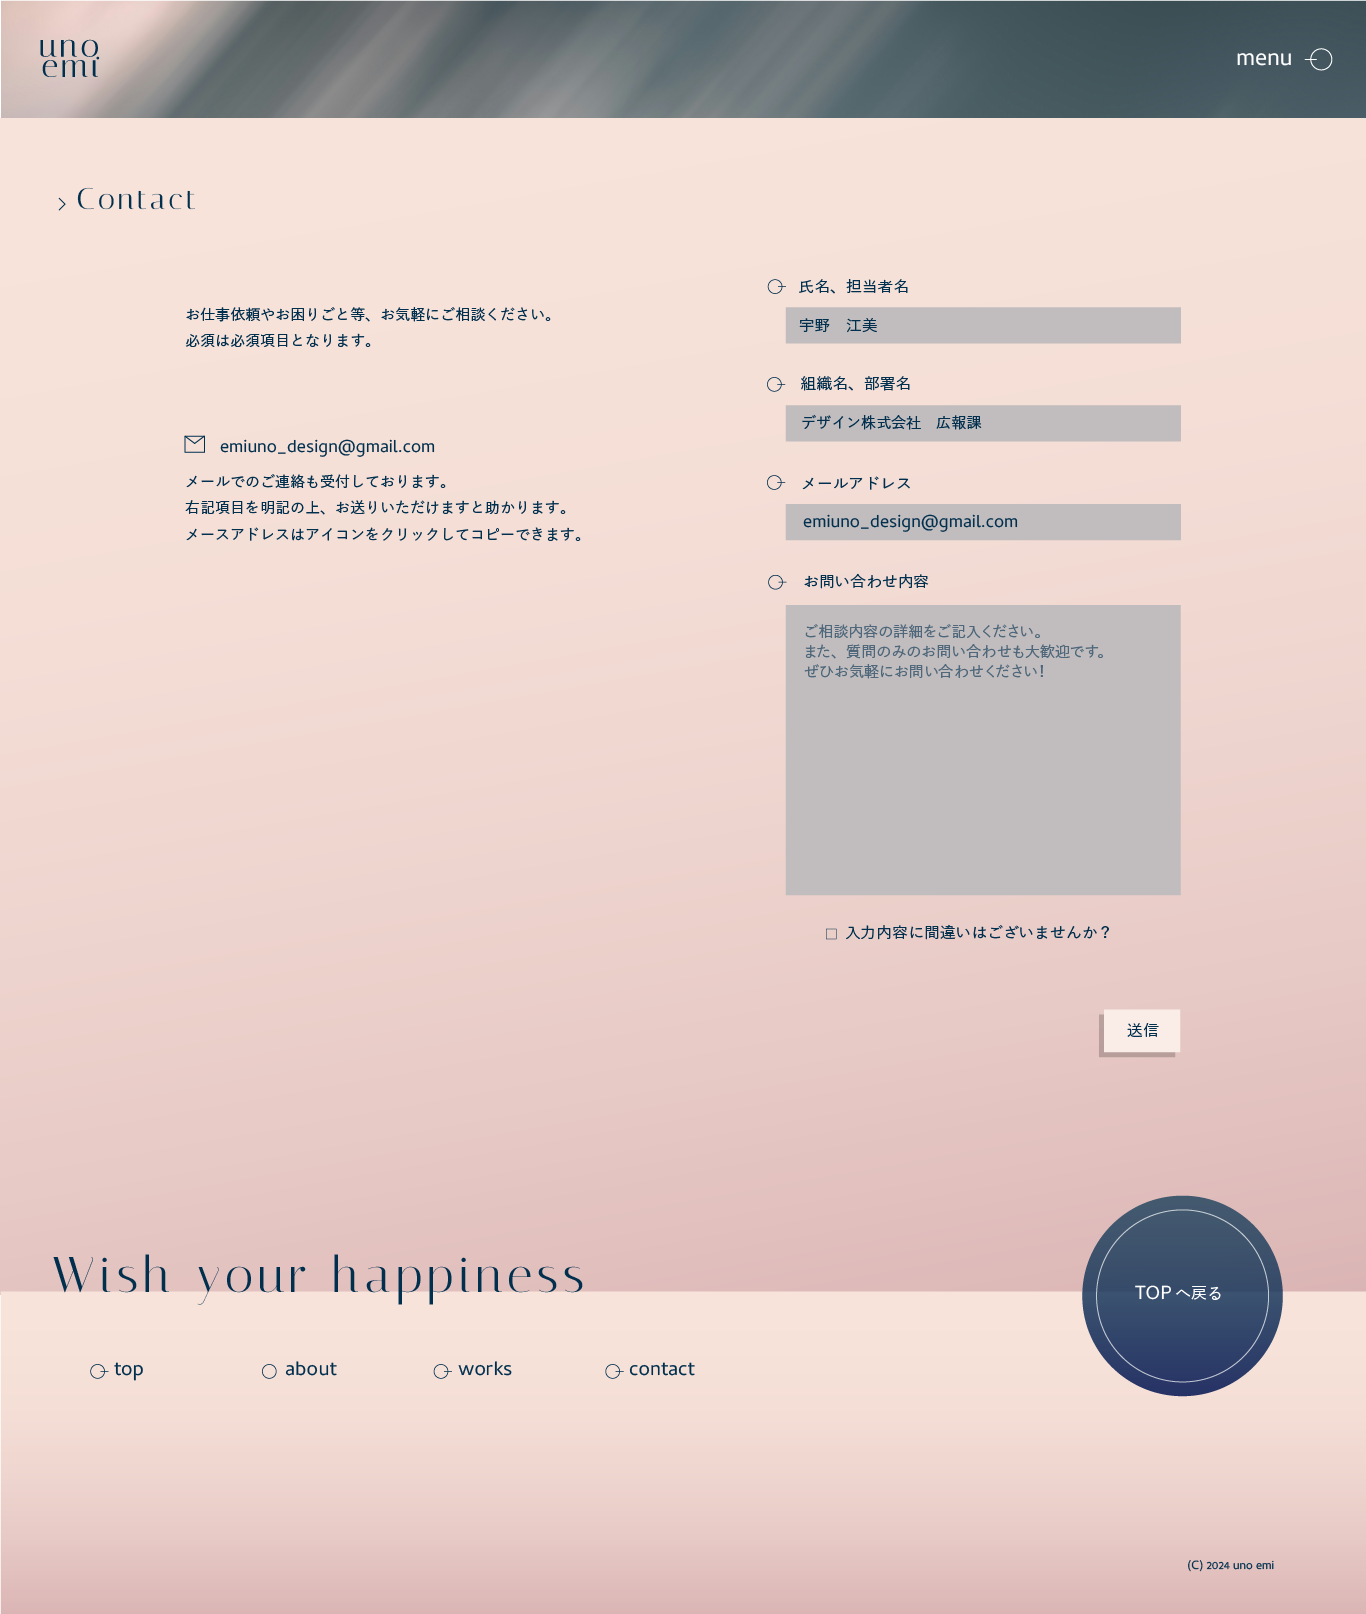 uno
emi
menu
Contact
お仕事依頼やお困りごと等、お気軽にご相談ください。
必須は必須項目となります。
emiuno_design@gmail.com
メールでのご連絡も受付しております。
右記項目を明記の上、お送りいただけますと助かります。
メースアドレスはアイコンをクリックしてコピーできます。
氏名、担当者名
宇野　江美
組織名、部署名
デザイン株式会社　広報課
メールアドレス
emiuno_design@gmail.com
お問い合わせ内容
ご相談内容の詳細をご記入ください。
また、質問のみのお問い合わせも大歓迎です。
ぜひお気軽にお問い合わせください！
入力内容に間違いはございませんか？
送信
Wish your happiness
TOPへ戻る
top
about
works
contact
(C) 2024 uno emi